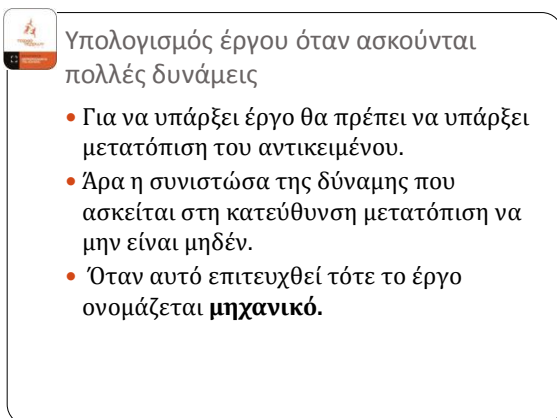 Υπολογισμός έργου όταν ασκούνται
πολλές δυνάμεις
• Για να υπάρξει έργο θα πρέπει να υπάρξει
μετατόπιση του αντικειμένου.
• Άρα η συνιστώσα της δύναμης που
ασκείται στη κατεύθυνση μετατόπιση να
μην είναι μηδέν.
• Όταν αυτό επιτευχθεί τότε το έργο
ονομάζεται μηχανικό.